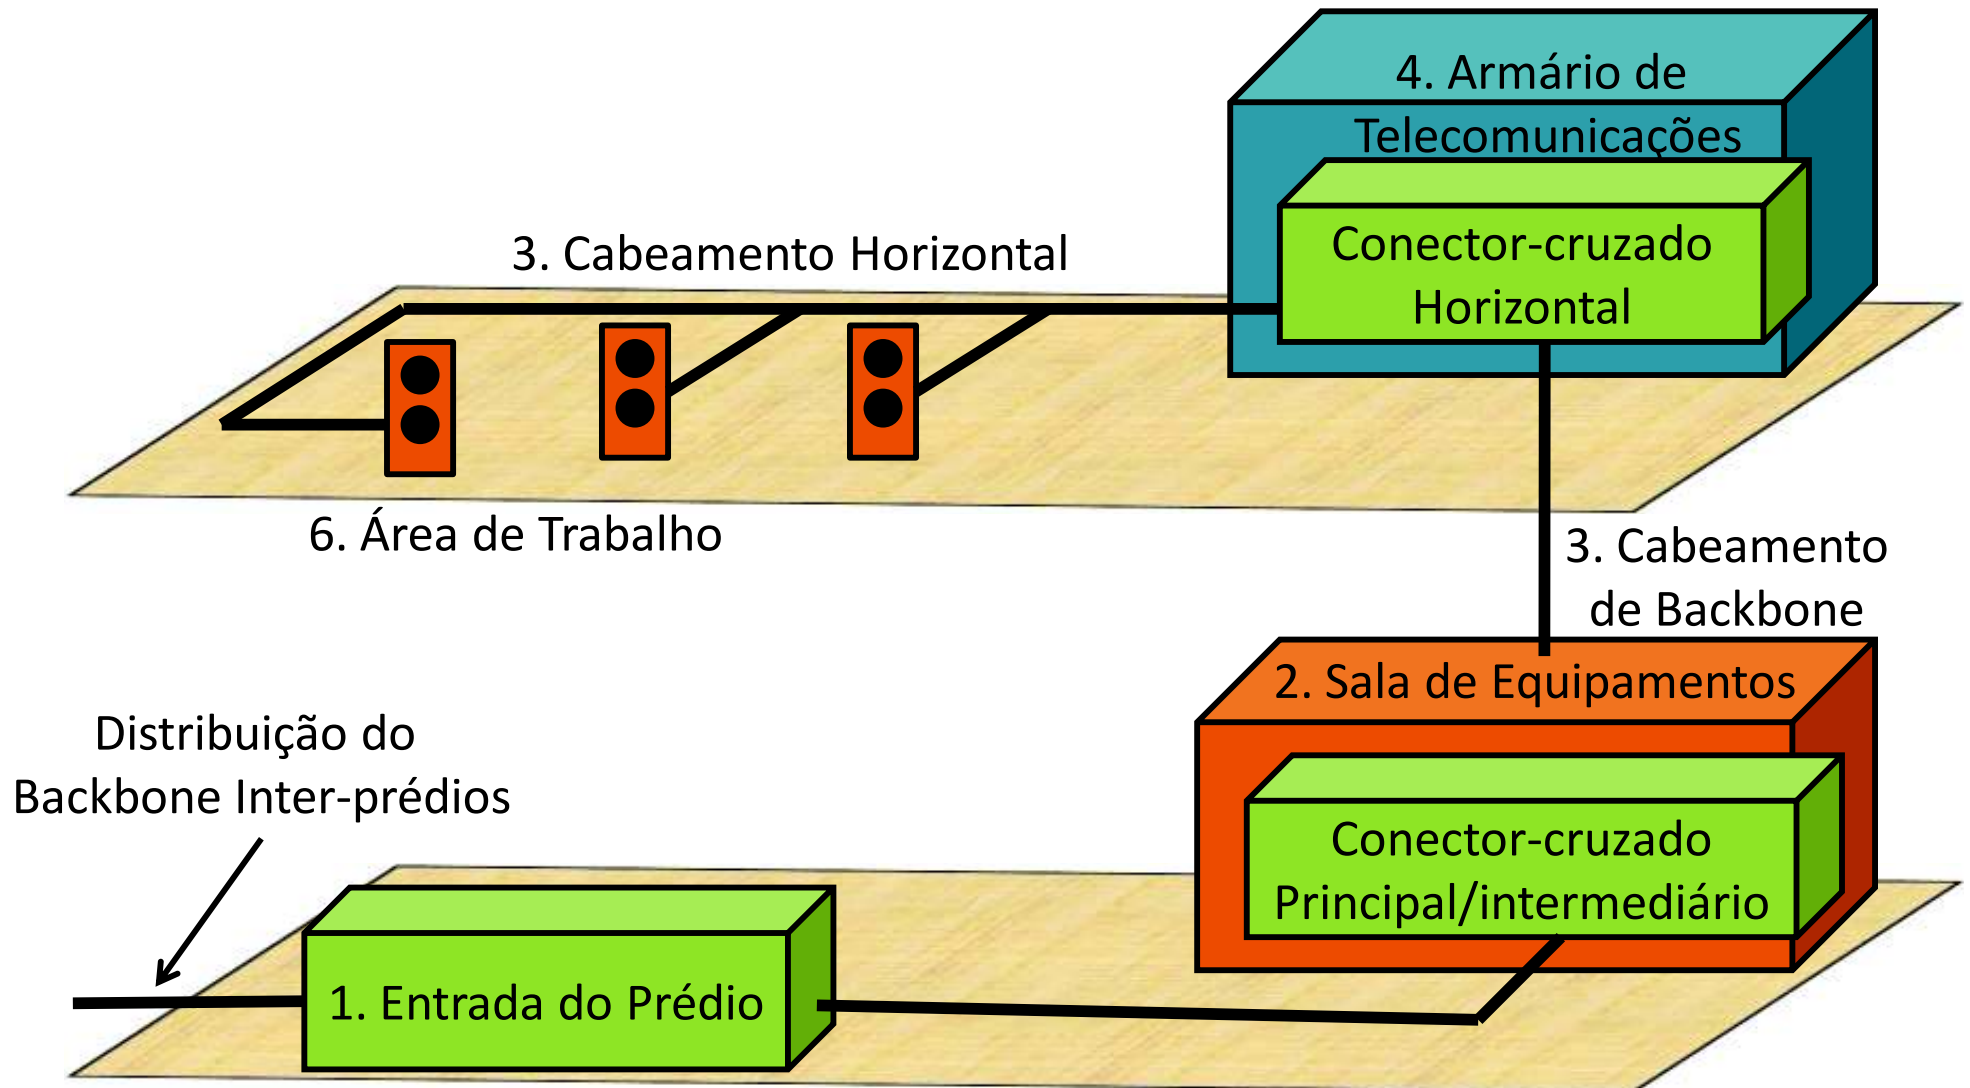 4. Armário de
Telecomunicações
Conector-cruzado
Horizontal
3. Cabeamento Horizontal
6. Área de Trabalho
3. Cabeamento
de Backbone
2. Sala de Equipamentos
Conector-cruzado
Principal/intermediário
Distribuição do
Backbone Inter-prédios
1. Entrada do Prédio